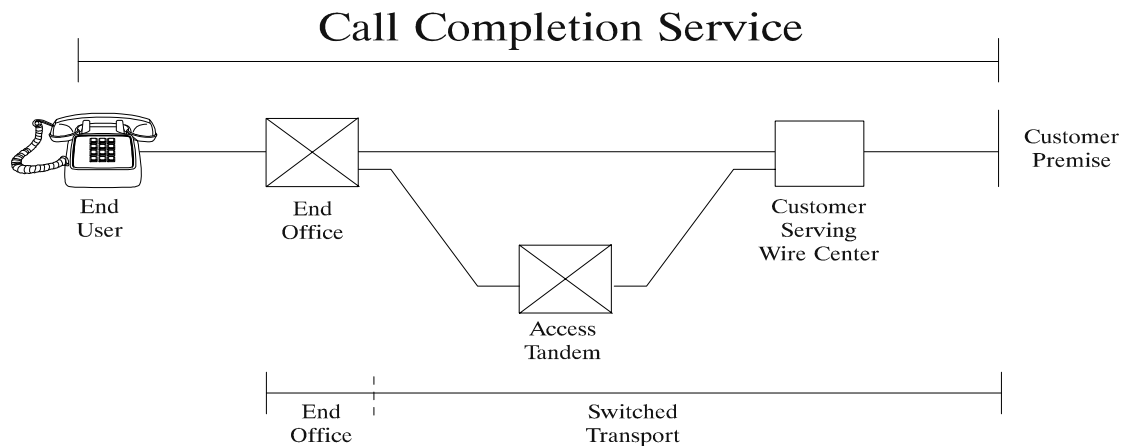 Call Completion Service
Customer
Premise
End
User
End
Office
Customer
Serving
Wire Center
Access
Tandem
End
Office
Switched
Transport